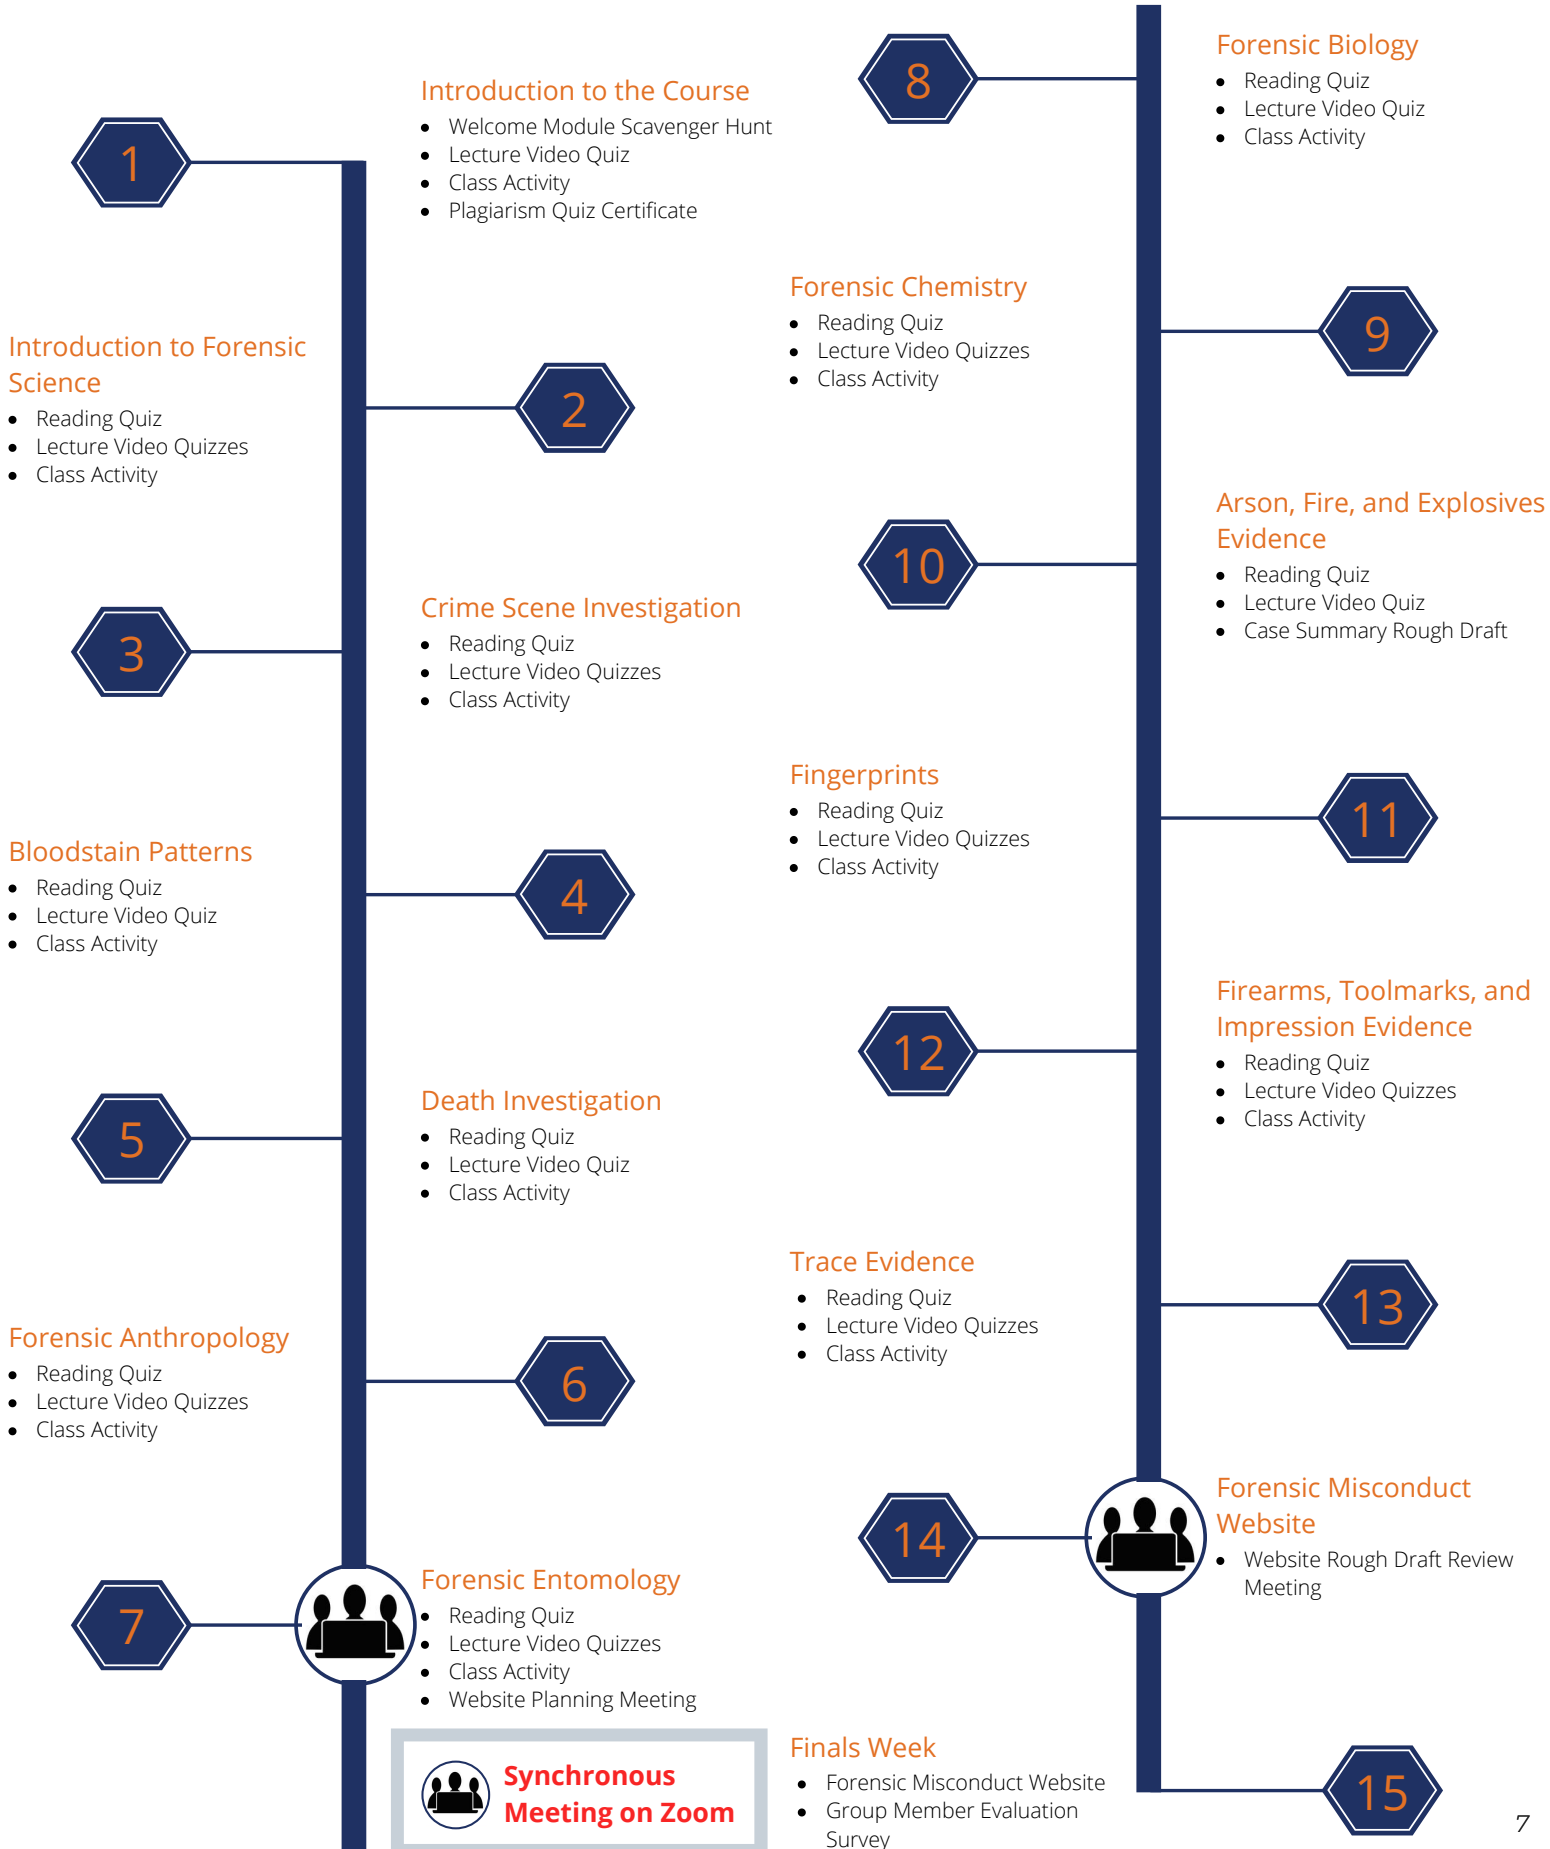 1
Introduction to the Course
Welcome Module Scavenger Hunt
Lecture Video Quiz
Class Activity
Plagiarism Quiz Certificate
Introduction to Forensic
Science
Reading Quiz
Lecture Video Quizzes
Class Activity
2
3
Crime Scene Investigation
Reading Quiz
Lecture Video Quizzes
Class Activity
Bloodstain Patterns
Reading Quiz
Lecture Video Quiz
Class Activity
4
5
Death Investigation
Reading Quiz
Lecture Video Quiz
Class Activity
Forensic Anthropology
Reading Quiz
Lecture Video Quizzes
Class Activity
6
7
Forensic Entomology
Reading Quiz
Lecture Video Quizzes
Class Activity
Website Planning Meeting
Synchronous
Meeting on Zoom
8
Forensic Biology
Reading Quiz
Lecture Video Quiz
Class Activity
Forensic Chemistry
Reading Quiz
Lecture Video Quizzes
Class Activity
9
10
Arson, Fire, and Explosives
Evidence
Reading Quiz
Lecture Video Quiz
Case Summary Rough Draft
Fingerprints
Reading Quiz
Lecture Video Quizzes
Class Activity
11
12
Firearms, Toolmarks, and
Impression Evidence
Reading Quiz
Lecture Video Quizzes
Class Activity
Trace Evidence
Reading Quiz
Lecture Video Quizzes
Class Activity
13
14
Forensic Misconduct
Website
Website Rough Draft Review
Meeting
Finals Week
Forensic Misconduct Website
Group Member Evaluation
Survey
15
7